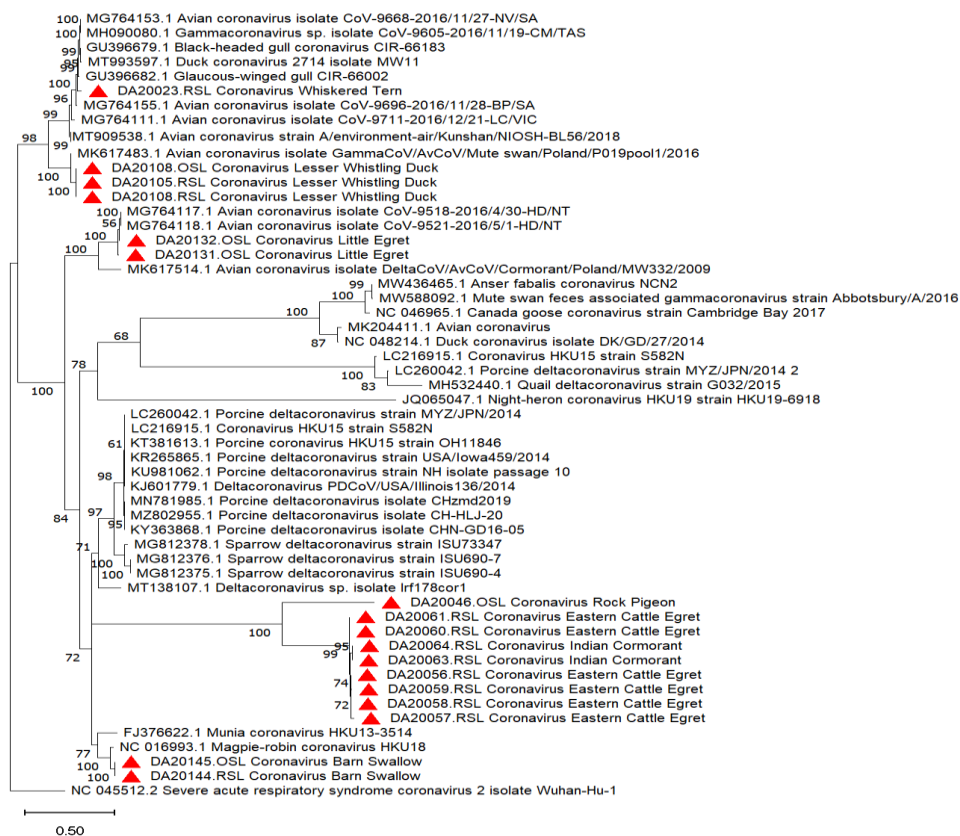 100 MG764153.1 Avian coronavirus isolate CoV-9668-2016/11/27-NV/SA
100 MH090080.1 Gammacoronavirus sp. isolate CoV-9605-2016/11/19-CM/TAS
99 GU396679.1 Black-headed gull coronavirus CIR-66183
MT993597.1 Duck coronavirus 2714 isolate MW11
99 GU396682.1 Glaucous-winged gull CIR-66002
100 DA20023.RSL Coronavirus Whiskered Tern
96 MG764155.1 Avian coronavirus isolate CoV-9696-2016/11/28-BP/SA
99 MG764111.1 Avian coronavirus isolate CoV-9711-2016/12/21-LC/VIC
98 MT909538.1 Avian coronavirus strain A/environment-air/Kunshan/NIOSH-BL56/2018
99 MK617483.1 Avian coronavirus isolate GammaCoV/AvCoV/Mute swan/Poland/P019pool1/2016
DA20108.OSL Coronavirus Lesser Whistling Duck
100 DA20105.RSL Coronavirus Lesser Whistling Duck
100 DA20108.RSL Coronavirus Lesser Whistling Duck
100 MG764117.1 Avian coronavirus isolate CoV-9518-2016/4/30-HD/NT
56 MG764118.1 Avian coronavirus isolate CoV-9521-2016/5/1-HD/NT
100 DA20132.OSL Coronavirus Little Egret
100 DA20131.OSL Coronavirus Little Egret
MK617514.1 Avian coronavirus isolate DeltaCoV/AvCoV/Cormorant/Poland/MW332/2009
99 MW436465.1 Anser fabalis coronavirus NCN2
100 MW588092.1 Mute swan feces associated gammacoronavirus strain Abbotsbury/A/2016
100 NC 046965.1 Canada goose coronavirus strain Cambridge Bay 2017
MK204411.1 Avian coronavirus
68 87 NC 048214.1 Duck coronavirus isolate DK/GD/27/2014
78 LC216915.1 Coronavirus HKU15 strain S582N
100 LC260042.1 Porcine deltacoronavirus strain MYZ/JPN/2014 2
100 83 MH532440.1 Quail deltacoronavirus strain G032/2015
JQ065047.1 Night-heron coronavirus HKU19 strain HKU19-6918
LC260042.1 Porcine deltacoronavirus strain MYZ/JPN/2014
LC216915.1 Coronavirus HKU15 strain S582N
61 KT381613.1 Porcine coronavirus HKU15 strain OH11846
KR265865.1 Porcine deltacoronavirus strain USA/Iowa459/2014
98 KU981062.1 Porcine deltacoronavirus strain NH isolate passage 10
KJ601779.1 Deltacoronavirus PDCoV/USA/Illinois136/2014
MN781985.1 Porcine deltacoronavirus isolate CHzmd2019
84 97 MZ802955.1 Porcine deltacoronavirus isolate CH-HLJ-20
95 KY363868.1 Porcine deltacoronavirus isolate CHN-GD16-05
71 MG812378.1 Sparrow deltacoronavirus strain ISU73347
100 MG812376.1 Sparrow deltacoronavirus strain ISU690-7
100 MG812375.1 Sparrow deltacoronavirus strain ISU690-4
MT138107.1 Deltacoronavirus sp. isolate lrf178cor1
DA20046.OSL Coronavirus Rock Pigeon
DA20061.RSL Coronavirus Eastern Cattle Egret
100 DA20060.RSL Coronavirus Eastern Cattle Egret
95 DA20064.RSL Coronavirus Indian Cormorant
72 99 DA20063.RSL Coronavirus Indian Cormorant
DA20056.RSL Coronavirus Eastern Cattle Egret
74 DA20059.RSL Coronavirus Eastern Cattle Egret
72 DA20058.RSL Coronavirus Eastern Cattle Egret
DA20057.RSL Coronavirus Eastern Cattle Egret
FJ376622.1 Munia coronavirus HKU13-3514
77 NC 016993.1 Magpie-robin coronavirus HKU18
100 DA20145.OSL Coronavirus Barn Swallow
100 DA20144.RSL Coronavirus Barn Swallow
NC 045512.2 Severe acute respiratory syndrome coronavirus 2 isolate Wuhan-Hu-1
0.50